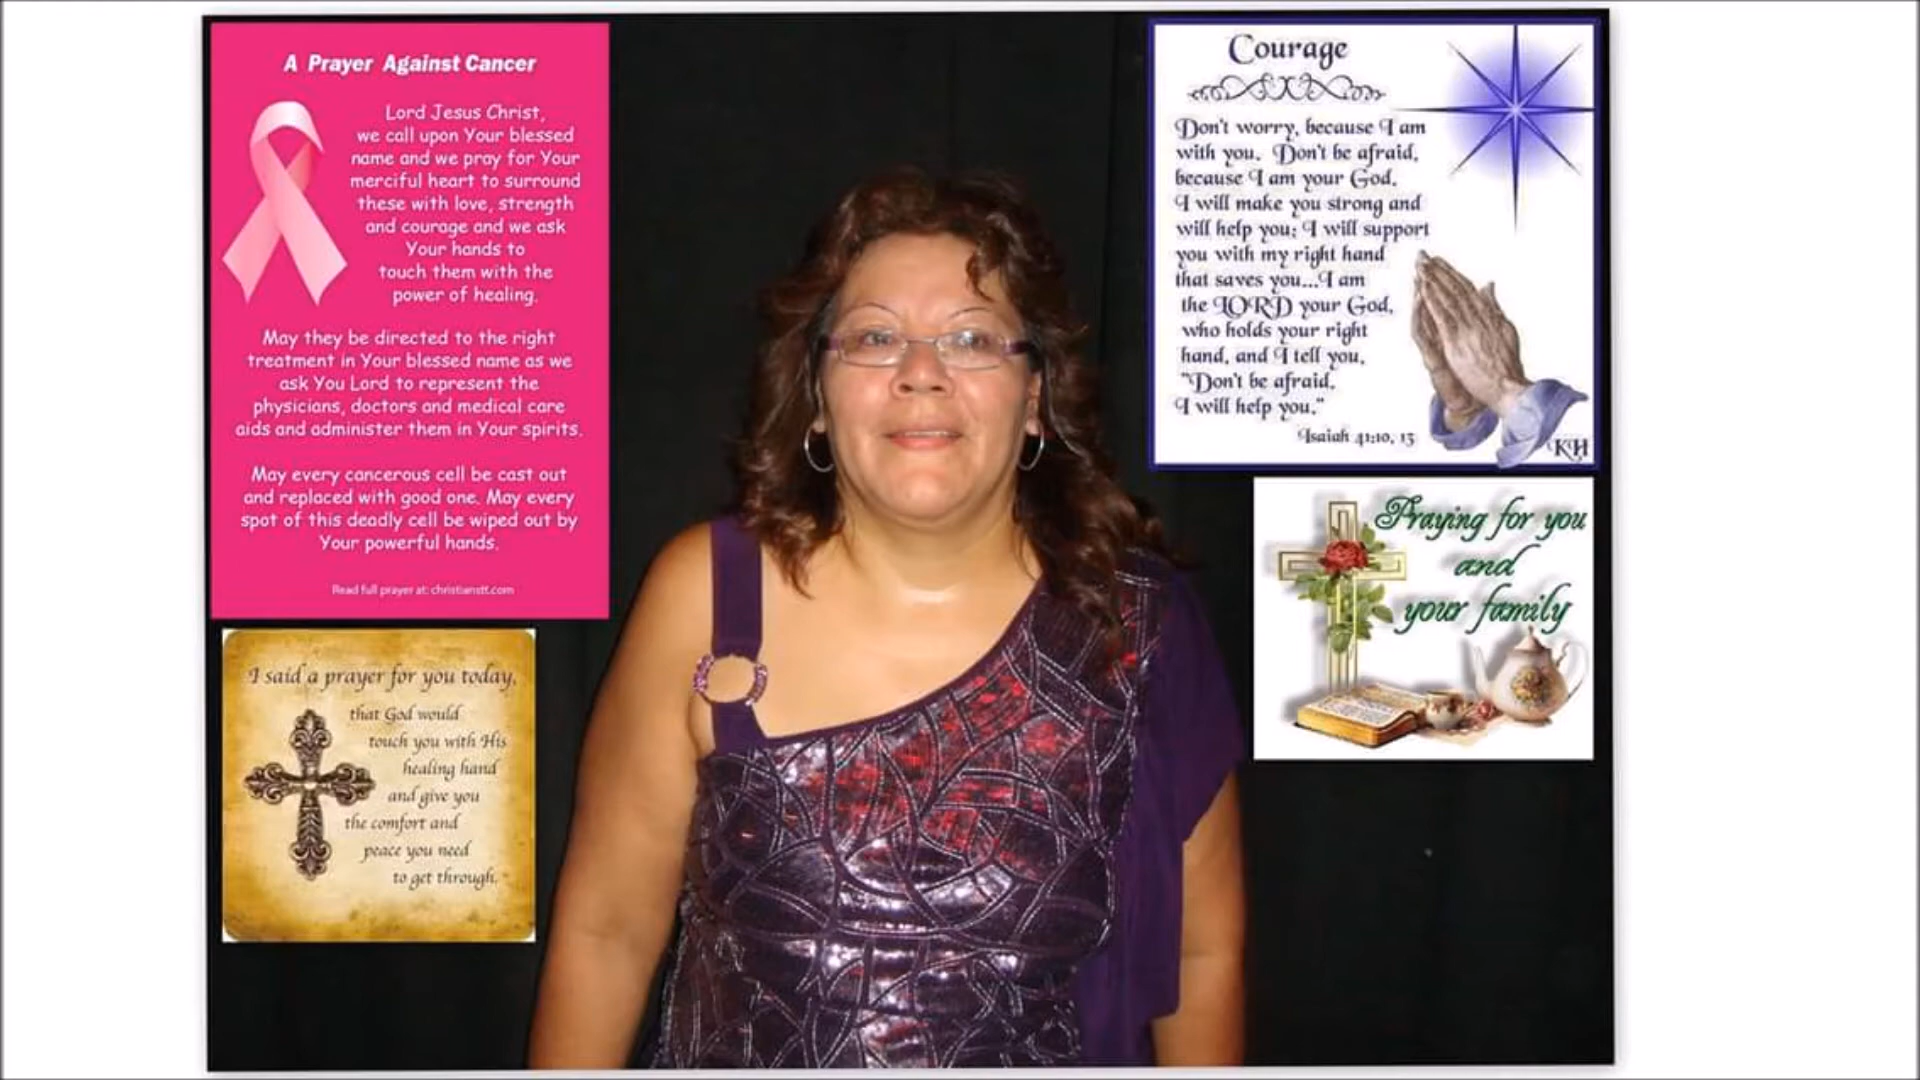 A Prayer Against Cancer
Lord Jesus Christ,
we call upon Your blessed
name and we pray for Your
merciful heart to surround
these with love, strength
and courage and we ask
Your hands to
touch them with the
power of healing.
May they be directed to the right
treatment in Your blessed name as we
ask You Lord to represent the
physicians, doctors and medical care
aids and administer them in Your spirits.
May every cancerous cell be cast out
and replaced with good one. May every
spot of this deadly cell be wiped out by
Your powerful hands.
Read full prayer at: christianstt.com
I said a prayer for you today,
that God would
touch you with His
healing hand
and give you
the comfort and
peace you need
to get through.
Courage
Don't worry, because I am
with you. Don't be afraid,
because I am your God.
I will make you strong and
will help you; I will support
you with my right hand
that saves you...I am
the LORD your God,
who holds your right
hand, and I tell you,
"Don't be afraid,
I will help you."
Isaiah 41:10, 13
KH
Praying for you
and
your family